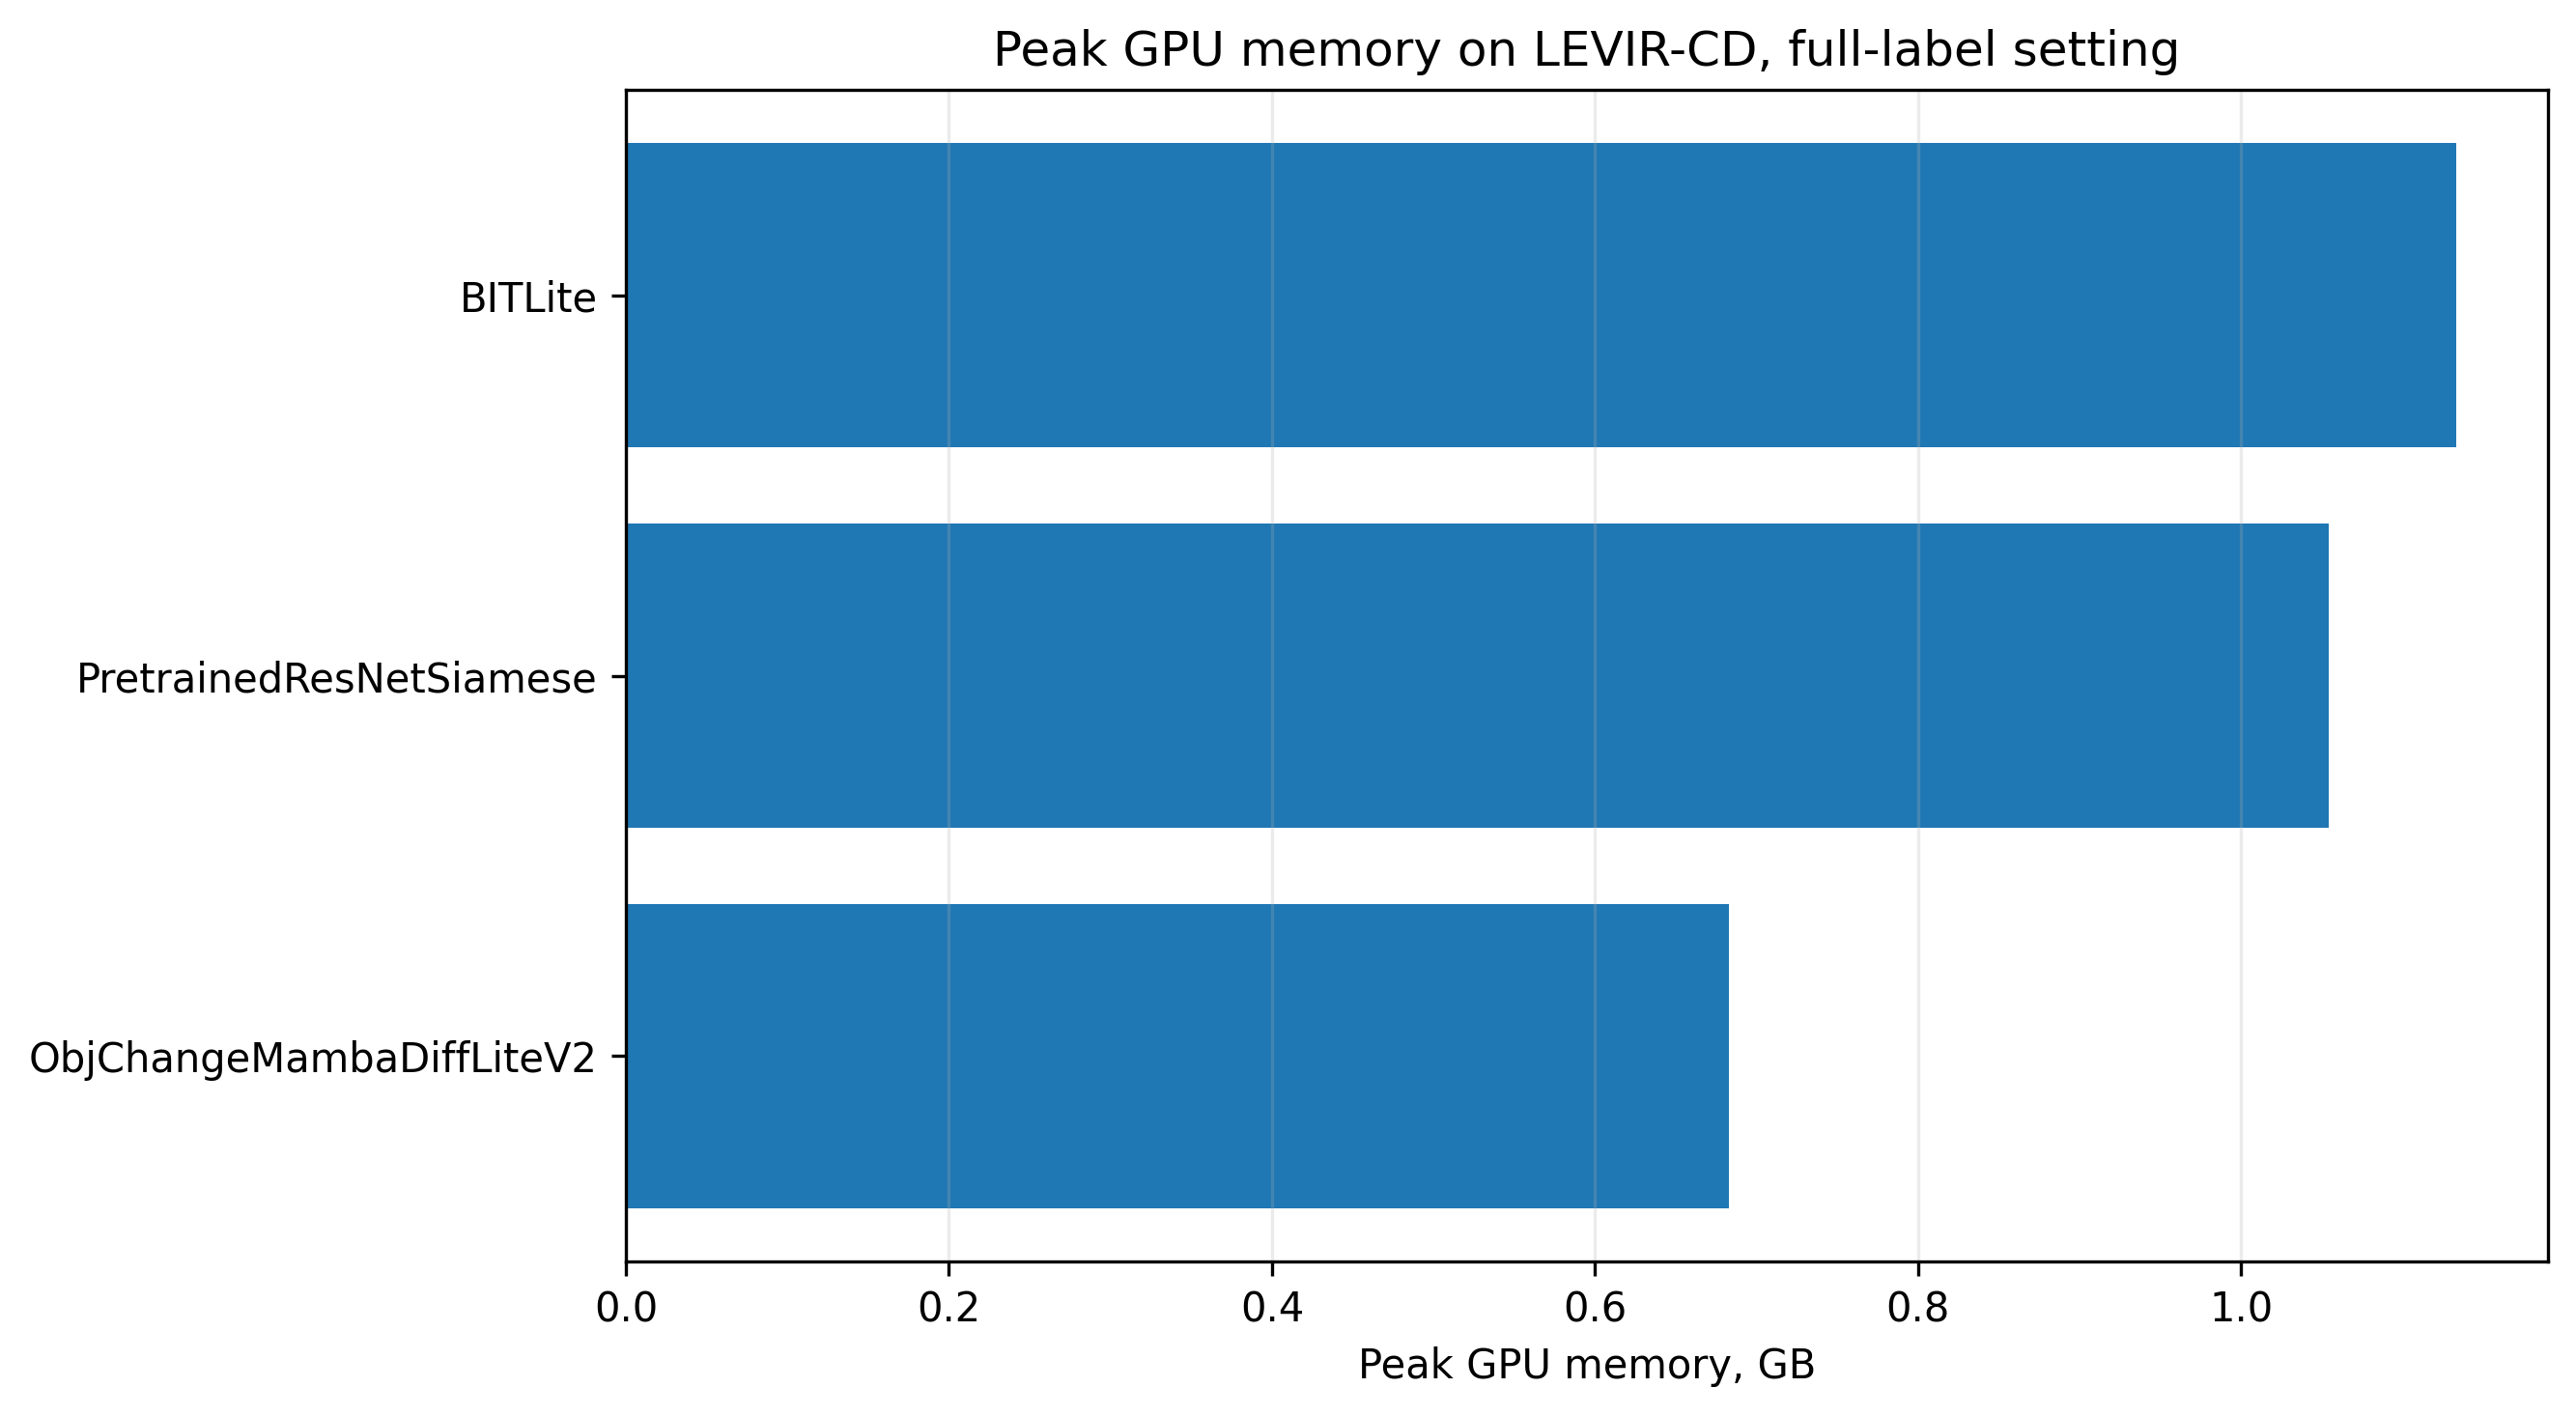 Peak GPU memory on LEVIR-CD, full-label setting
BITLite
PretrainedResNetSiamese
ObjChangeMambaDiffLiteV2
0.0 0.2 0.4 0.6 0.8 1.0
Peak GPU memory, GB